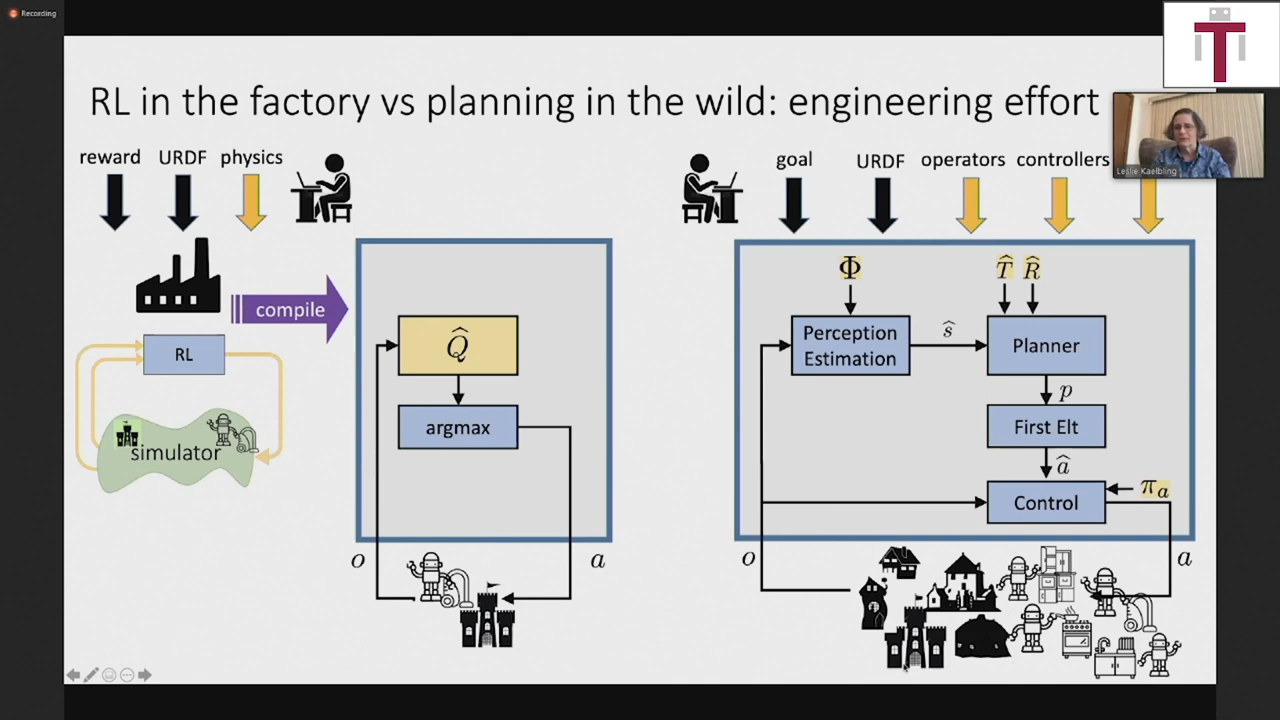 Recording
T
RL in the factory vs planning in the wild: engineering effort
Leslie Kaelbling
reward URDF physics
compile
RL
simulator
Q̂
argmax
o
a
goal URDF operators controllers
Φ
T̂ R̂
Perception
Estimation
ŝ
Planner
p
First Elt
â
Control
πa
o
a